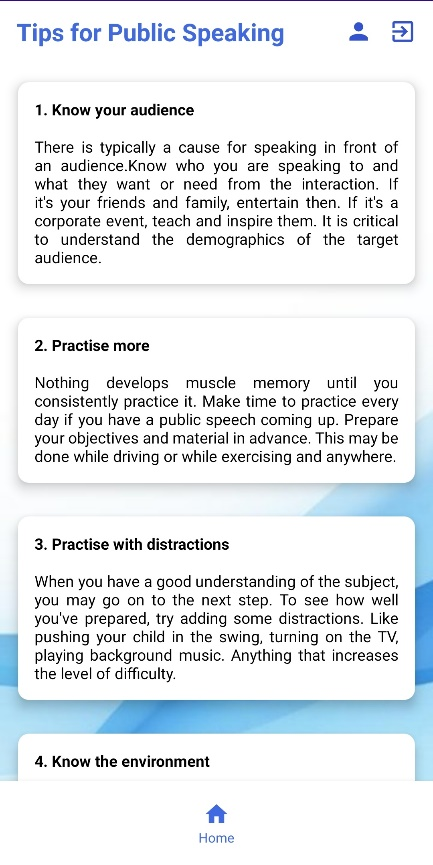 Tips for Public Speaking
1. Know your audience
There is typically a cause for speaking in front of
an audience.Know who you are speaking to and
what they want or need from the interaction. If
it's your friends and family, entertain then. If it's a
corporate event, teach and inspire them. It is critical
to understand the demographics of the target
audience.
2. Practise more
Nothing develops muscle memory until you
consistently practice it. Make time to practice every
day if you have a public speech coming up. Prepare
your objectives and material in advance. This may be
done while driving or while exercising and anywhere.
3. Practise with distractions
When you have a good understanding of the subject,
you may go on to the next step. To see how well
you've prepared, try adding some distractions. Like
pushing your child in the swing, turning on the TV,
playing background music. Anything that increases
the level of difficulty.
4. Know the environment
Home